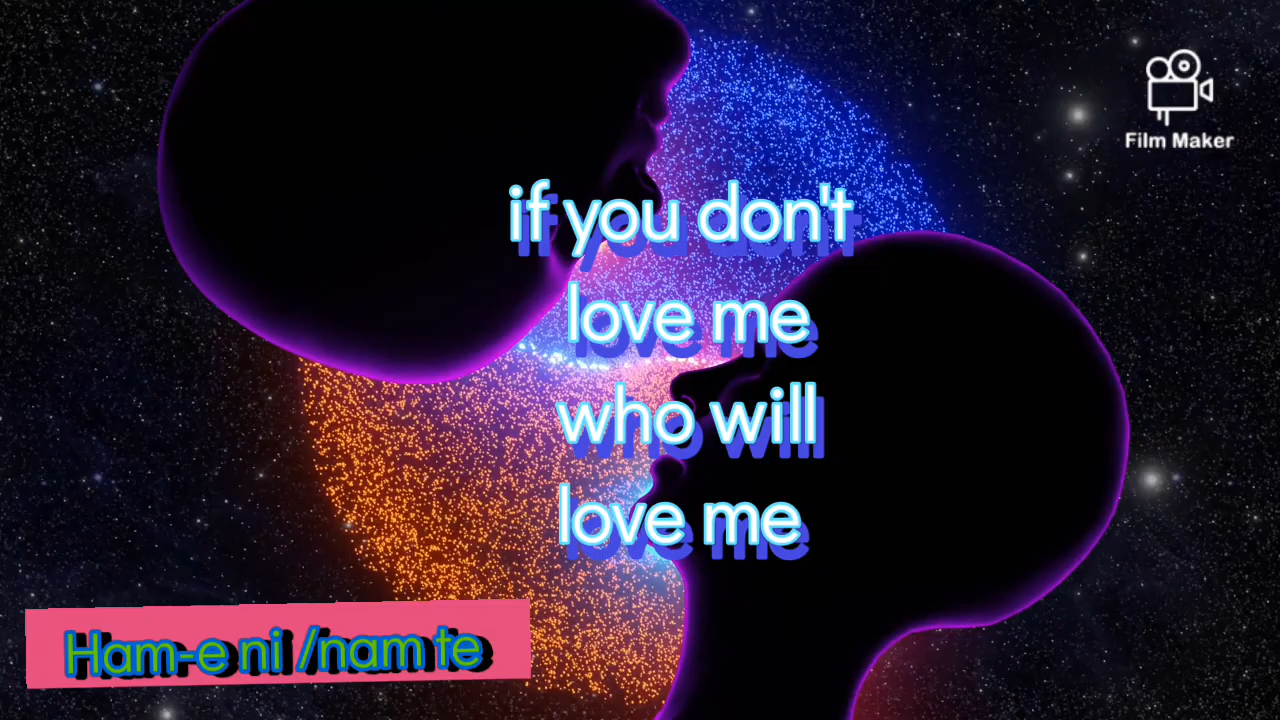 Film Maker
if you don't
love me
who will
love me
Ham-e ni /nam te